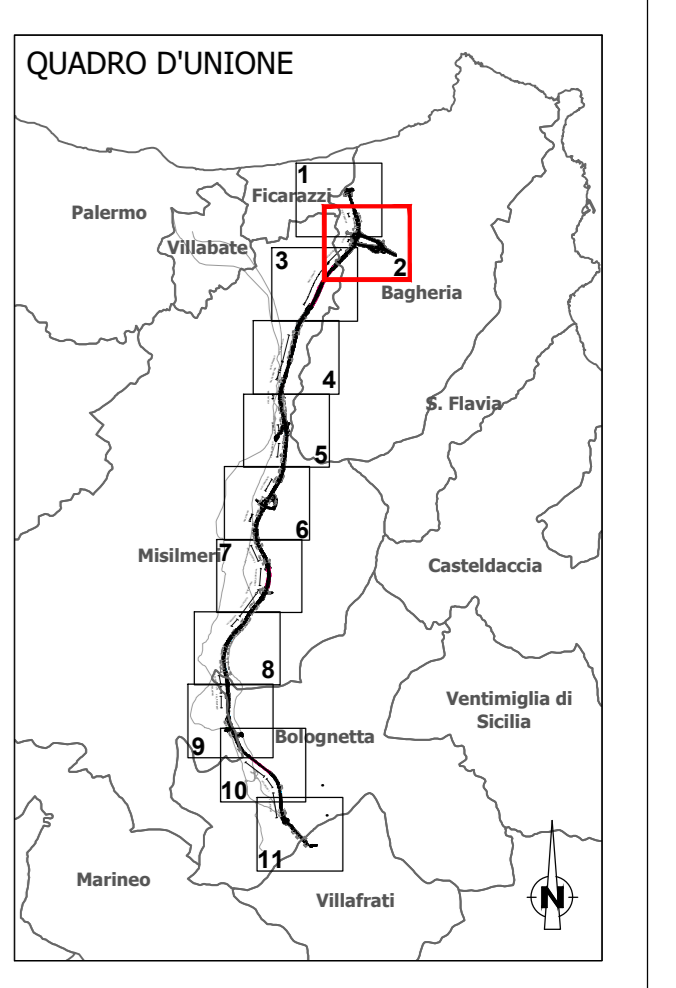 QUADRO D'UNIONE
1
Ficarazzi
Palermo
Villabate
3
2
Bagheria
4
S. Flavia
5
6
Misilmeri
7
Casteldaccia
8
Ventimiglia di
Sicilia
Bolognetta
9
10
11
Marineo
Villafrati
N